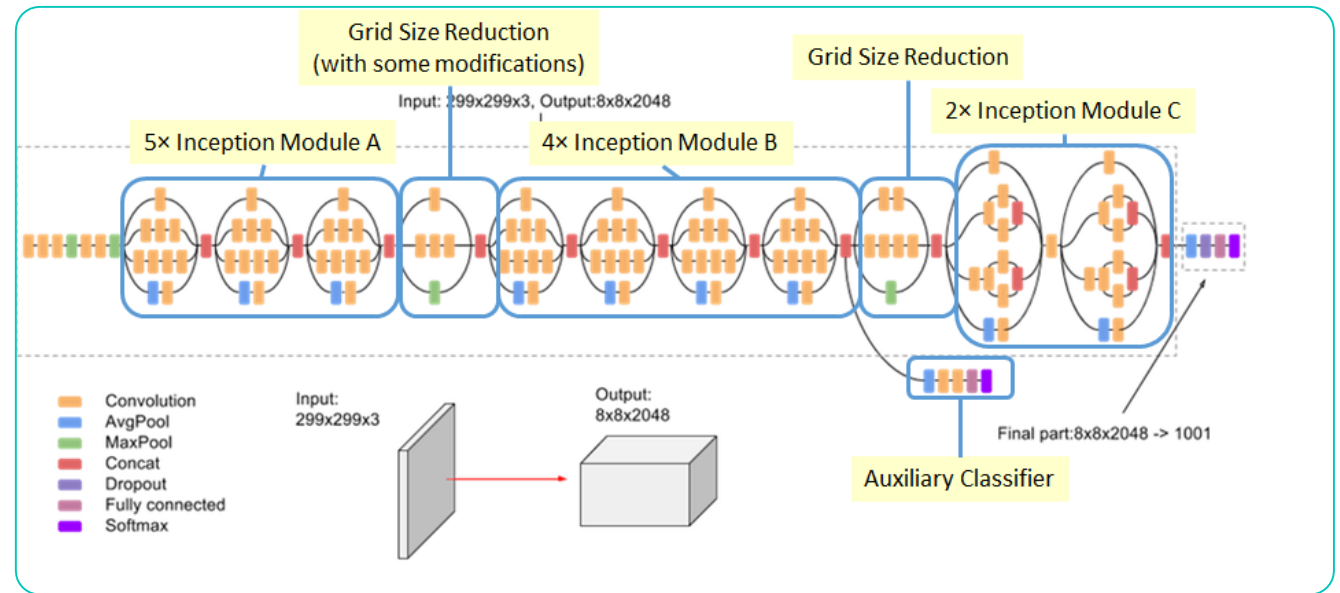 Grid Size Reduction
(with some modifications)
Grid Size Reduction
Input: 299x299x3, Output:8x8x2048
2× Inception Module C
5× Inception Module A
4× Inception Module B
Convolution
AvgPool
MaxPool
Concat
Dropout
Fully connected
Softmax
Input:
299x299x3
Output:
8x8x2048
Final part:8x8x2048 -> 1001
Auxiliary Classifier